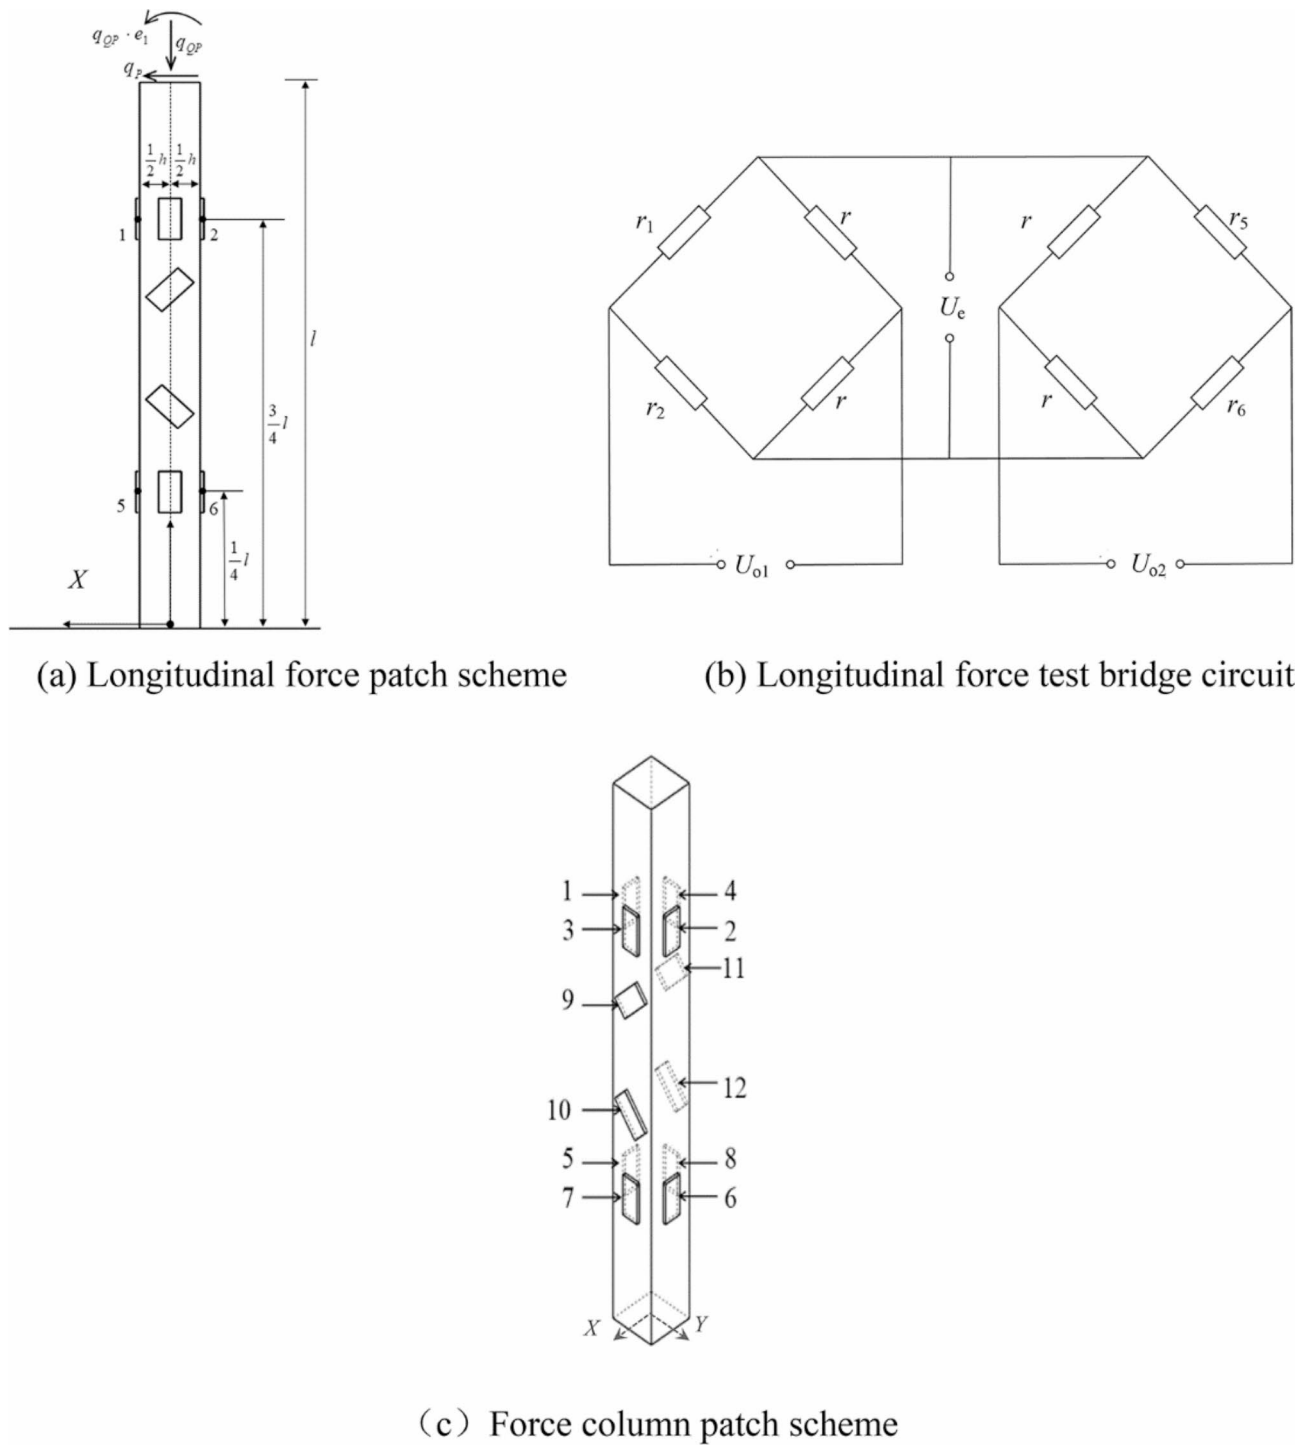 q_QP · e_1
q_QP
q_P
1/2 h 1/2 h
1 2
l
3/4 l
5 6
1/4 l
X
(a) Longitudinal force patch scheme
r_1 r r r_5
U_e
r_2 r r r_6
U_o1 U_o2
(b) Longitudinal force test bridge circuit
1 4
3 2
11
9
12
10
5 8
7 6
X Y
（c）Force column patch scheme